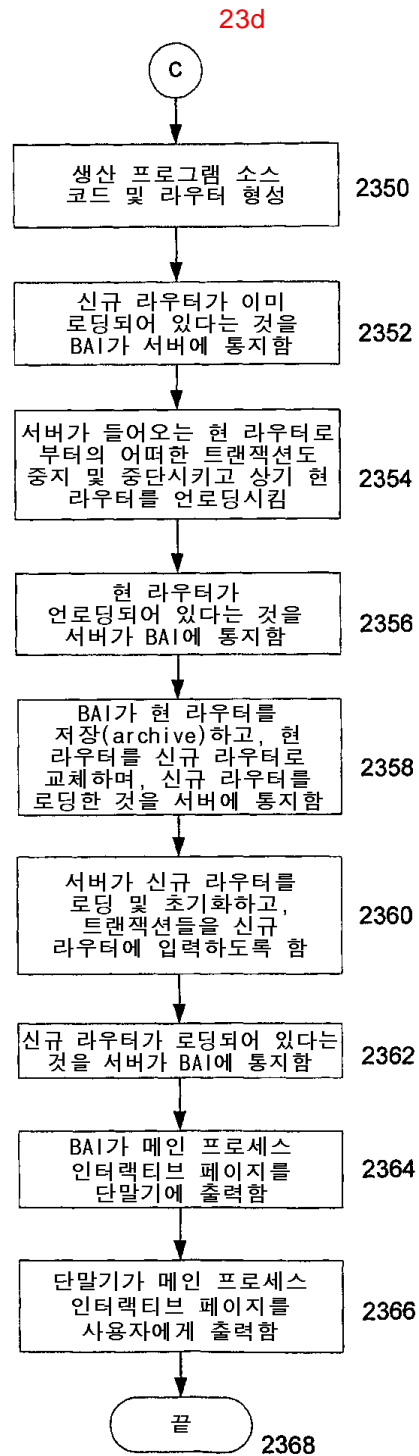 23d
C
생산 프로그램 소스
코드 및 라우터 형성
2350
신규 라우터가 이미
로딩되어 있다는 것을
BAI가 서버에 통지함
2352
서버가 들어오는 현 라우터로
부터의 어떠한 트랜잭션도
중지 및 중단시키고 상기 현
라우터를 언로딩시킴
2354
현 라우터가
언로딩되어 있다는 것을
서버가 BAI에 통지함
2356
BAI가 현 라우터를
저장(archive)하고, 현
라우터를 신규 라우터로
교체하며, 신규 라우터를
로딩한 것을 서버에 통지함
2358
서버가 신규 라우터를
로딩 및 초기화하고,
트랜잭션들을 신규
라우터에 입력하도록 함
2360
신규 라우터가 로딩되어 있다는
것을 서버가 BAI에 통지함
2362
BAI가 메인 프로세스
인터랙티브 페이지를
단말기에 출력함
2364
단말기가 메인 프로세스
인터랙티브 페이지를
사용자에게 출력함
2366
끝
2368